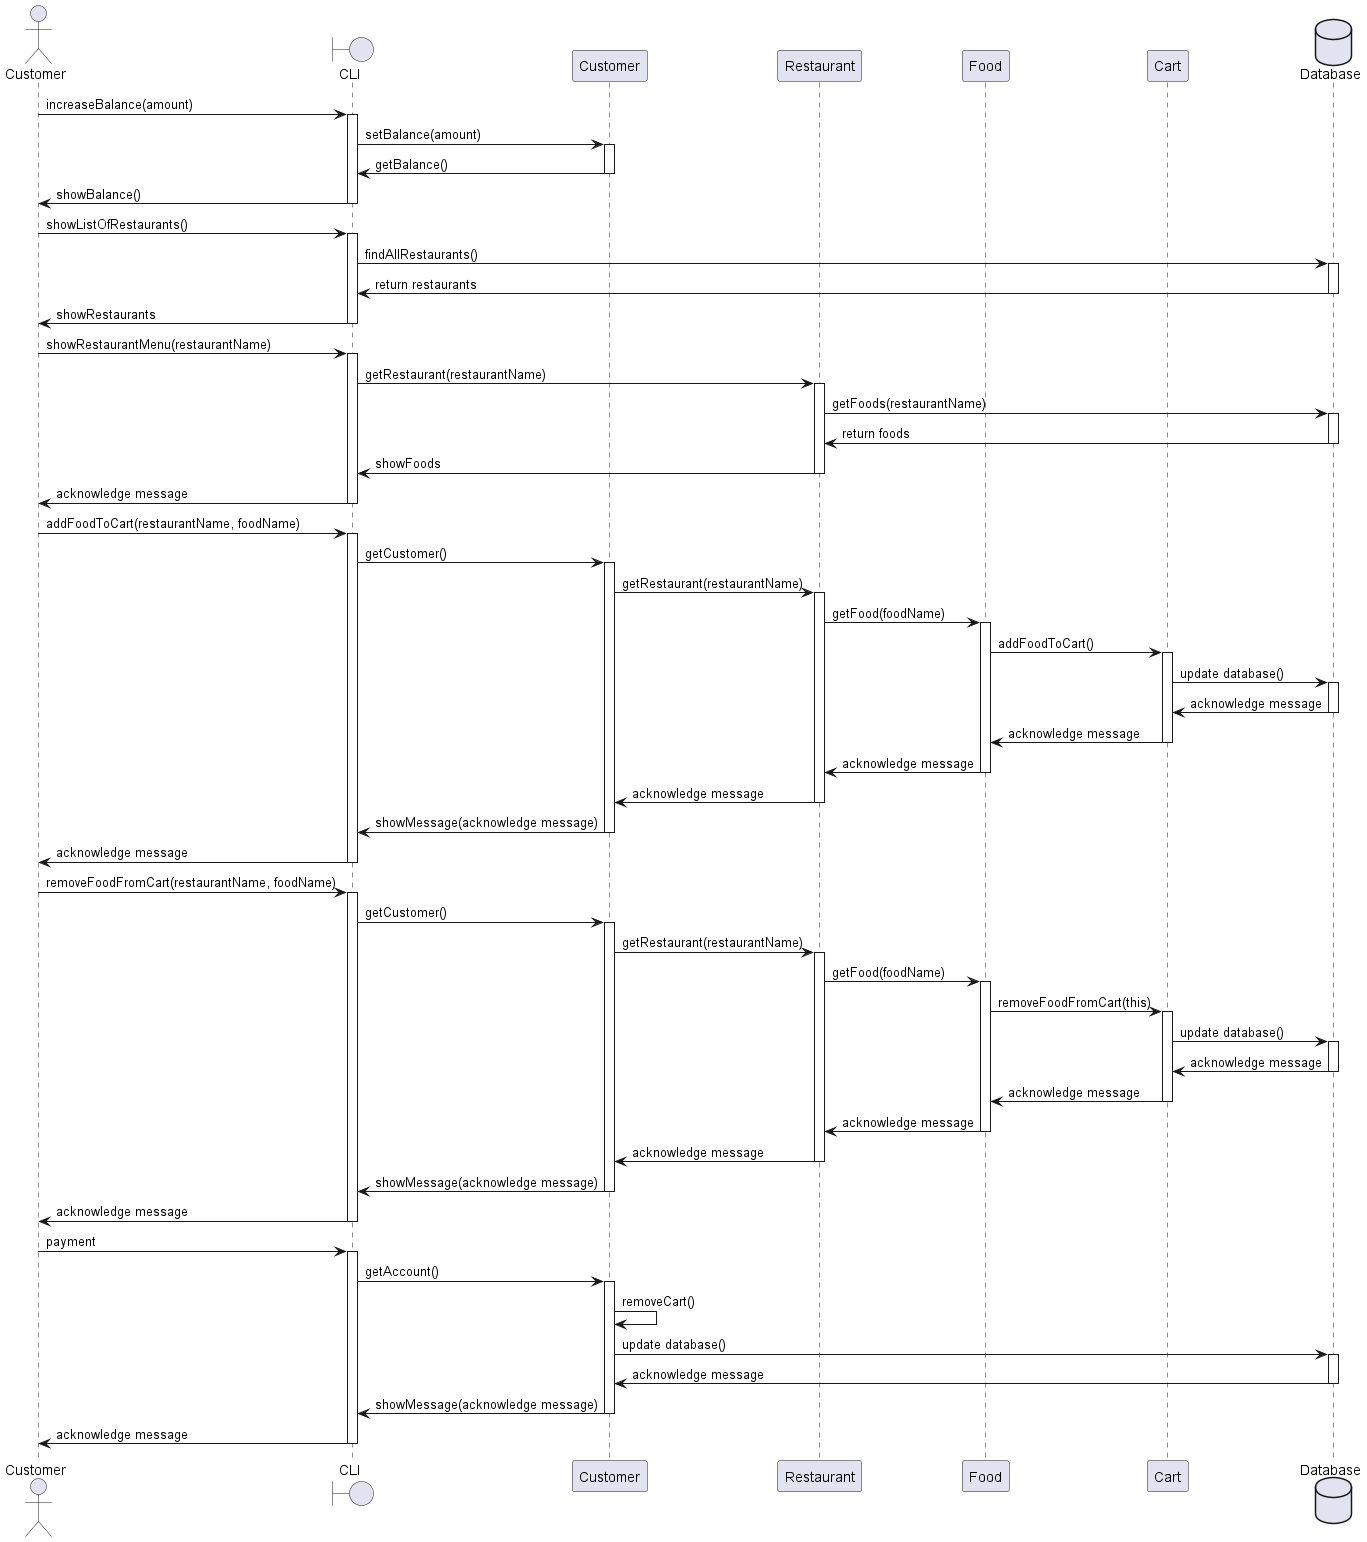 Customer
CLI
Customer
Restaurant
Food
Cart
Database
increaseBalance(amount)
setBalance(amount)
getBalance()
showBalance()
showListOfRestaurants()
findAllRestaurants()
return restaurants
showRestaurants
showRestaurantMenu(restaurantName)
getRestaurant(restaurantName)
getFoods(restaurantName)
return foods
showFoods
acknowledge message
addFoodToCart(restaurantName, foodName)
getCustomer()
getRestaurant(restaurantName)
getFood(foodName)
addFoodToCart()
update database()
acknowledge message
acknowledge message
acknowledge message
acknowledge message
showMessage(acknowledge message)
acknowledge message
removeFoodFromCart(restaurantName, foodName)
getCustomer()
getRestaurant(restaurantName)
getFood(foodName)
removeFoodFromCart(this)
update database()
acknowledge message
acknowledge message
acknowledge message
acknowledge message
showMessage(acknowledge message)
acknowledge message
payment
getAccount()
removeCart()
update database()
acknowledge message
showMessage(acknowledge message)
acknowledge message
Customer
CLI
Customer
Restaurant
Food
Cart
Database